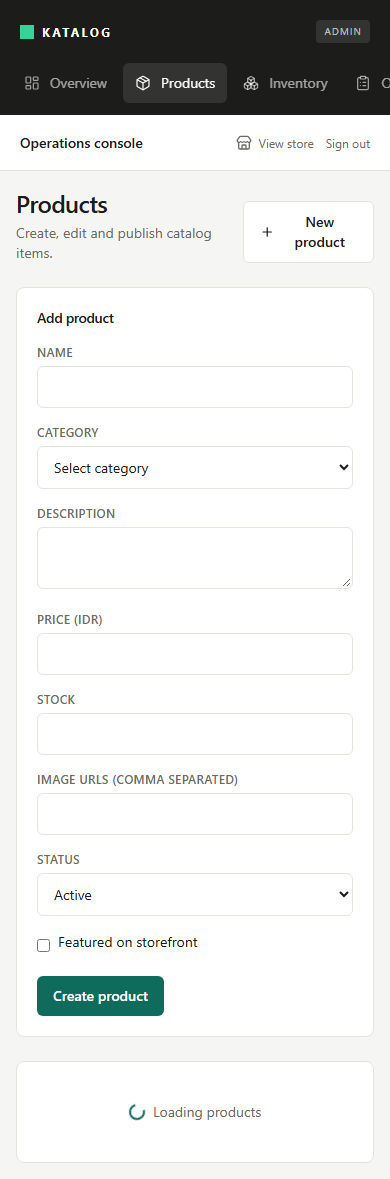 KATALOG
ADMIN
Overview
Products
Inventory
O
Operations console
View store
Sign out
Products
Create, edit and publish catalog
items.
New
product
Add product
NAME
CATEGORY
Select category
DESCRIPTION
PRICE (IDR)
STOCK
IMAGE URLS (COMMA SEPARATED)
STATUS
Active
Featured on storefront
Create product
Loading products